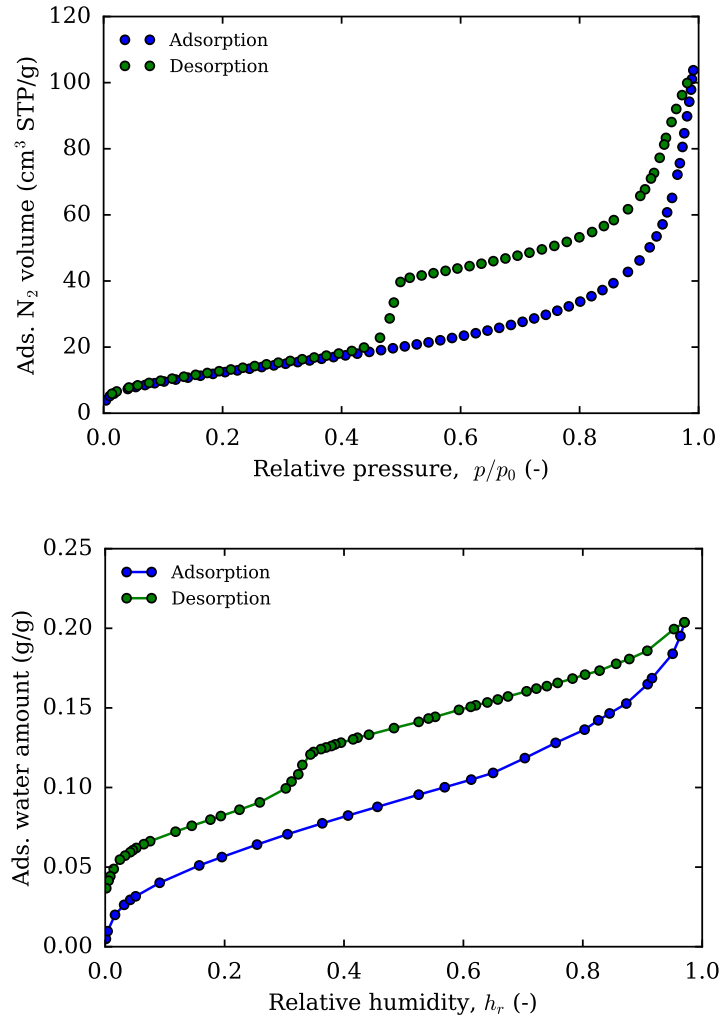 120
100
80
60
40
20
0
Ads. N₂ volume (cm³ STP/g)
Adsorption
Desorption
0.0 0.2 0.4 0.6 0.8 1.0
Relative pressure, p/p₀ (-)
0.25
0.20
0.15
0.10
0.05
0.00
Ads. water amount (g/g)
Adsorption
Desorption
0.0 0.2 0.4 0.6 0.8 1.0
Relative humidity, hᵣ (-)